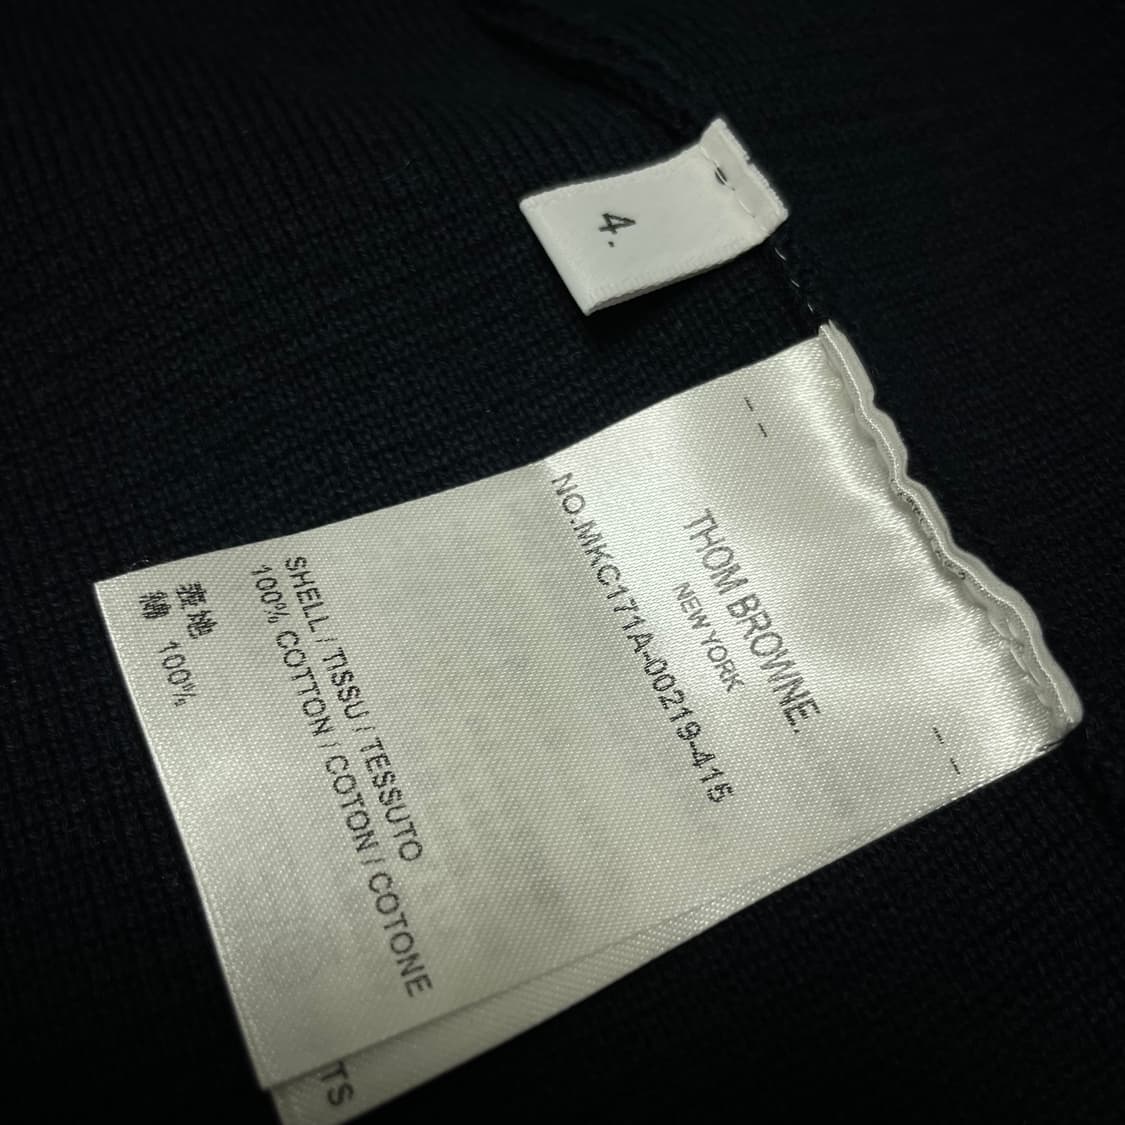 4.
THOM BROWNE.
NEW YORK
NO.MKC171A-00219-415
SHELL / TISSU / TESSUTO
100% COTTON / COTON / COTONE
表地
綿 100%
TS